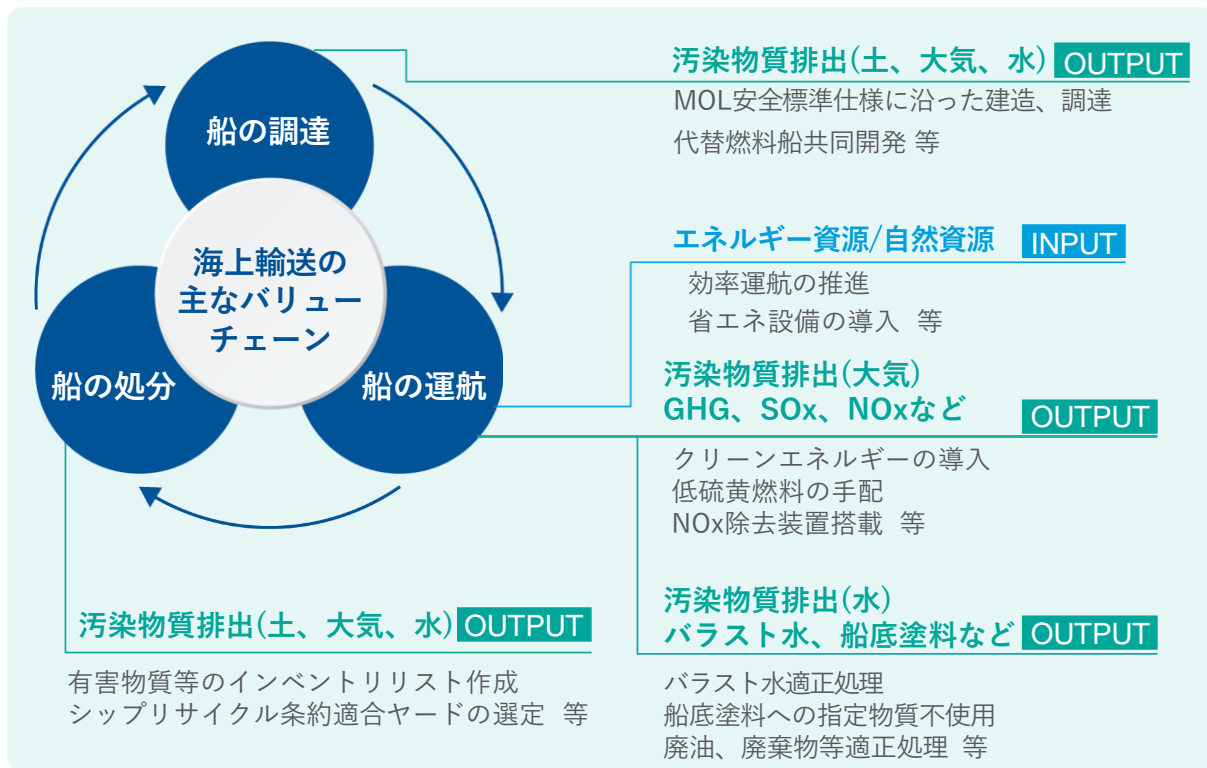 船の調達
海上輸送の
主なバリュー
チェーン
船の処分
船の運航
汚染物質排出(土、大気、水) OUTPUT
MOL安全標準仕様に沿った建造、調達
代替燃料船共同開発 等
エネルギー資源/自然資源 INPUT
効率運航の推進
省エネ設備の導入 等
汚染物質排出(大気)
GHG、SOx、NOxなど OUTPUT
クリーンエネルギーの導入
低硫黄燃料の手配
NOx除去装置搭載 等
汚染物質排出(水)
バラスト水、船底塗料など OUTPUT
バラスト水適正処理
船底塗料への指定物質不使用
廃油、廃棄物等適正処理 等
汚染物質排出(土、大気、水) OUTPUT
有害物質等のインベントリリスト作成
シップリサイクル条約適合ヤードの選定 等